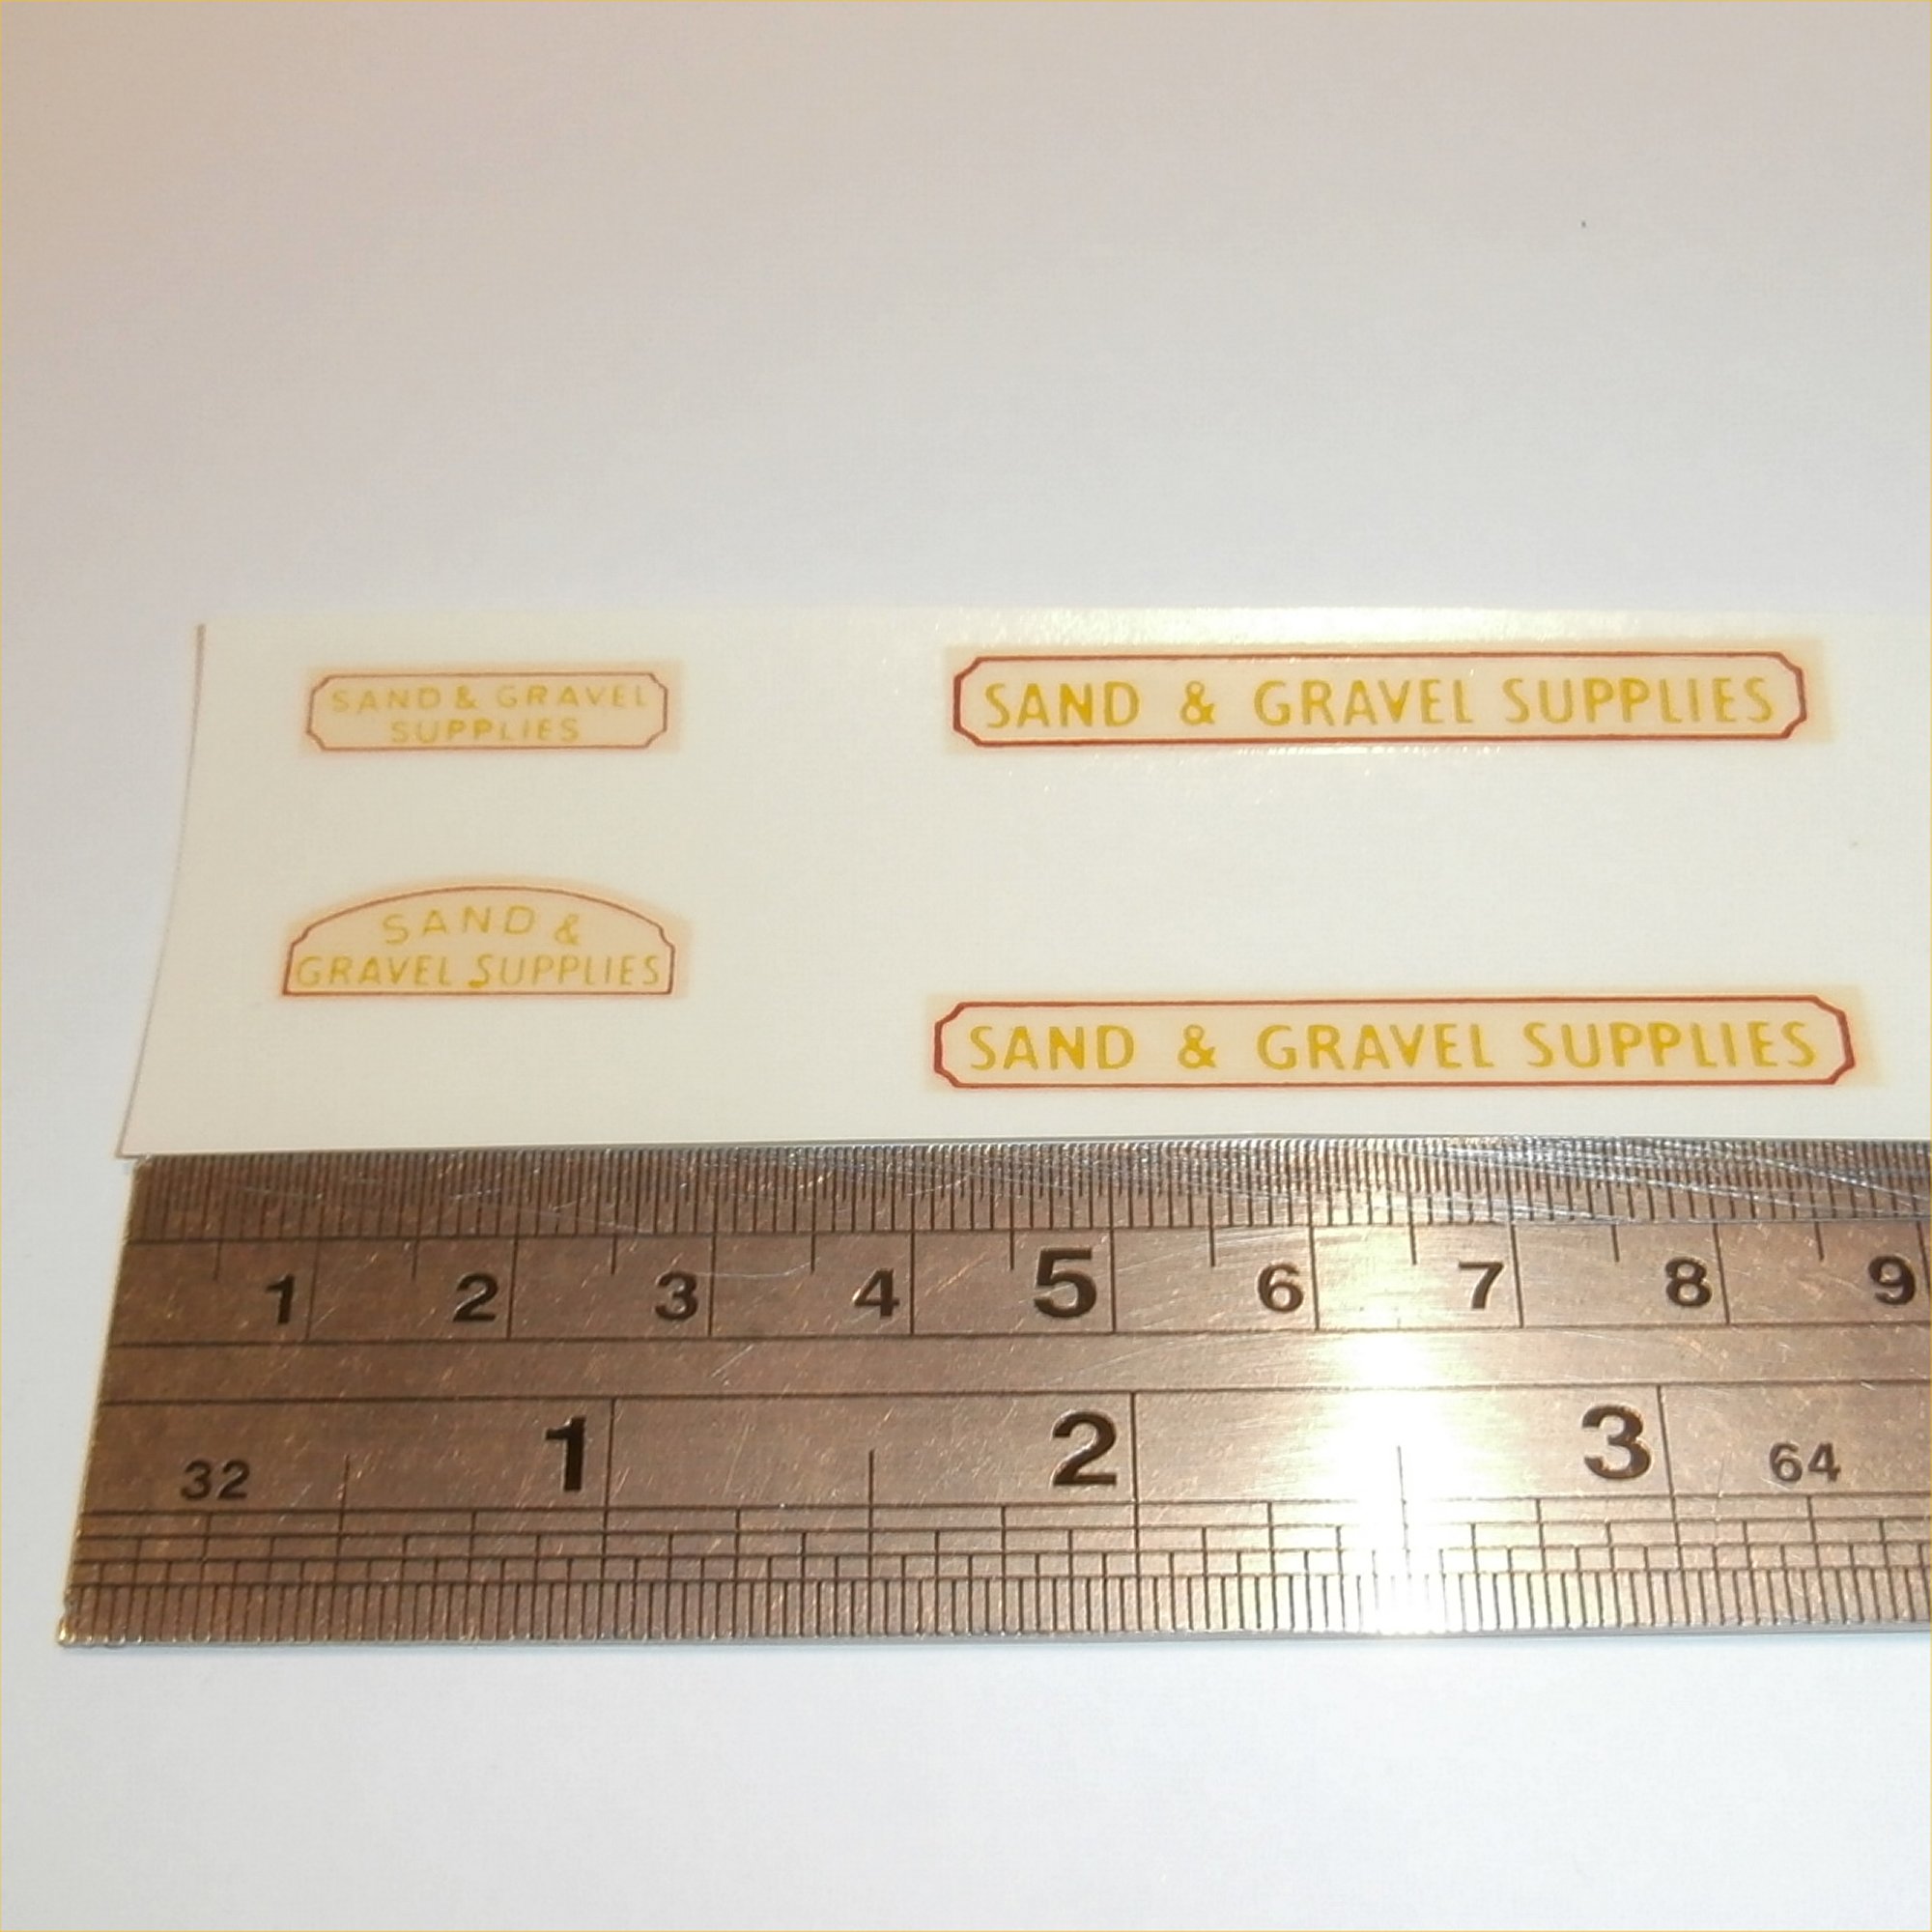 SAND & GRAVEL
SUPPLIES
SAND & GRAVEL SUPPLIES
SAND &
GRAVEL SUPPLIES
SAND & GRAVEL SUPPLIES
1 2 3 4 5 6 7 8 9
1 2 3
32 64